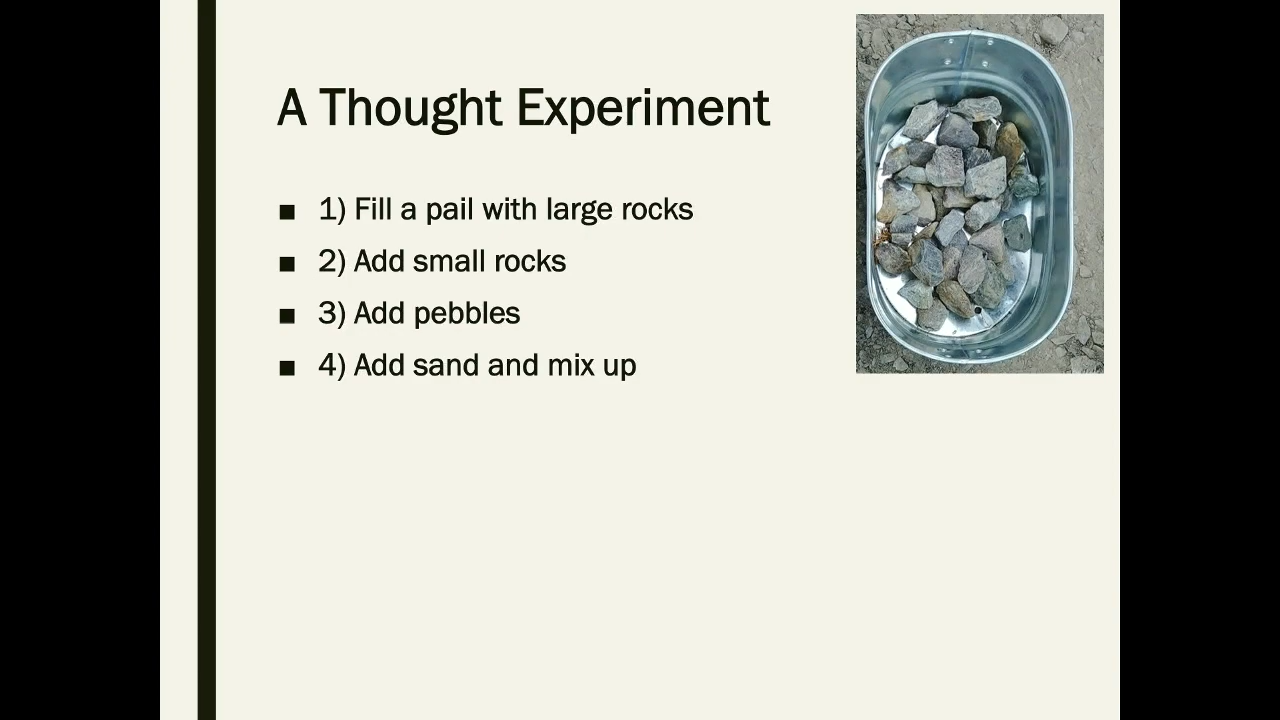 A Thought Experiment
■ 1) Fill a pail with large rocks
■ 2) Add small rocks
■ 3) Add pebbles
■ 4) Add sand and mix up